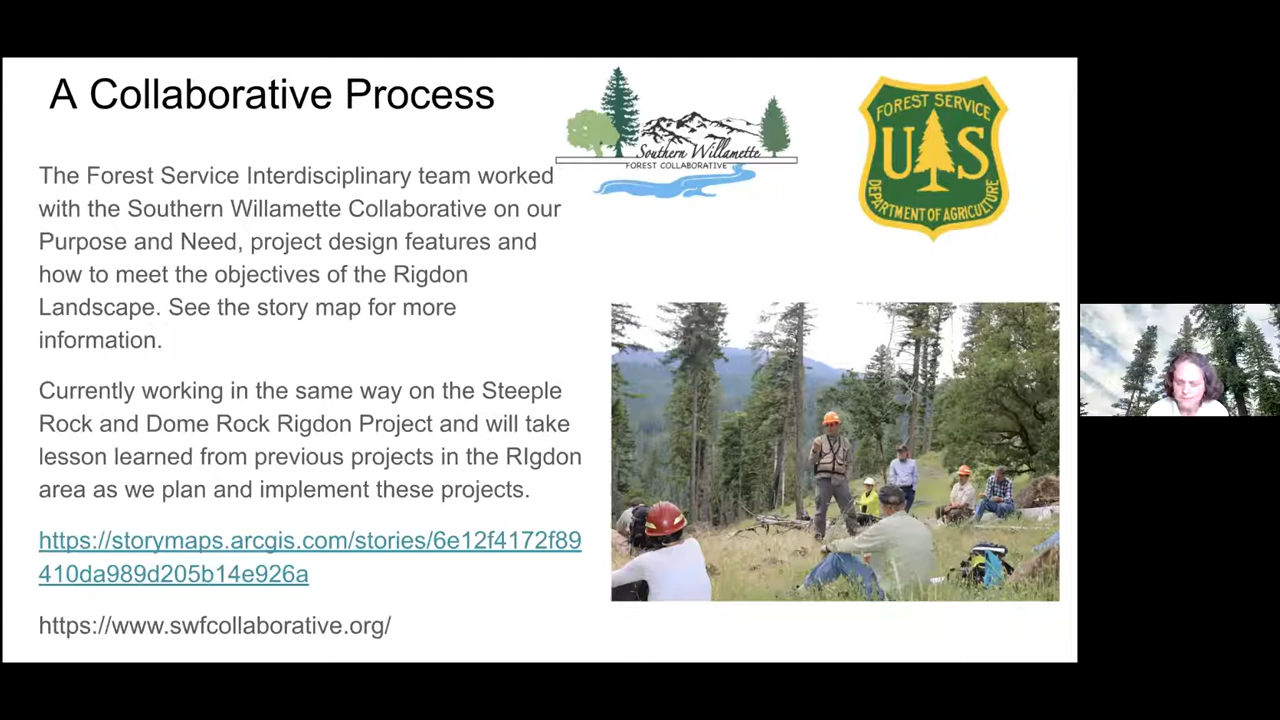 A Collaborative Process
Southern Willamette
FOREST COLLABORATIVE
FOREST SERVICE
U S
DEPARTMENT OF AGRICULTURE
The Forest Service Interdisciplinary team worked
with the Southern Willamette Collaborative on our
Purpose and Need, project design features and
how to meet the objectives of the Rigdon
Landscape. See the story map for more
information.
Currently working in the same way on the Steeple
Rock and Dome Rock Rigdon Project and will take
lesson learned from previous projects in the RIgdon
area as we plan and implement these projects.
https://storymaps.arcgis.com/stories/6e12f4172f89
410da989d205b14e926a
https://www.swfcollaborative.org/